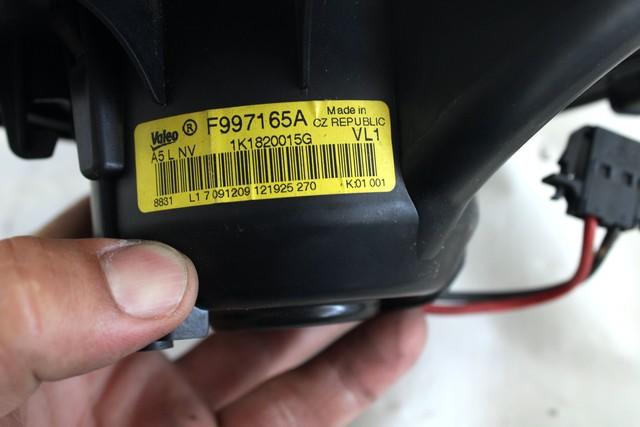 Valeo ® F997165A Made in
CZ REPUBLIC
A5 L NV 1K1820015G VL1
8831 L1 7 091209 121925 270 K:01 001